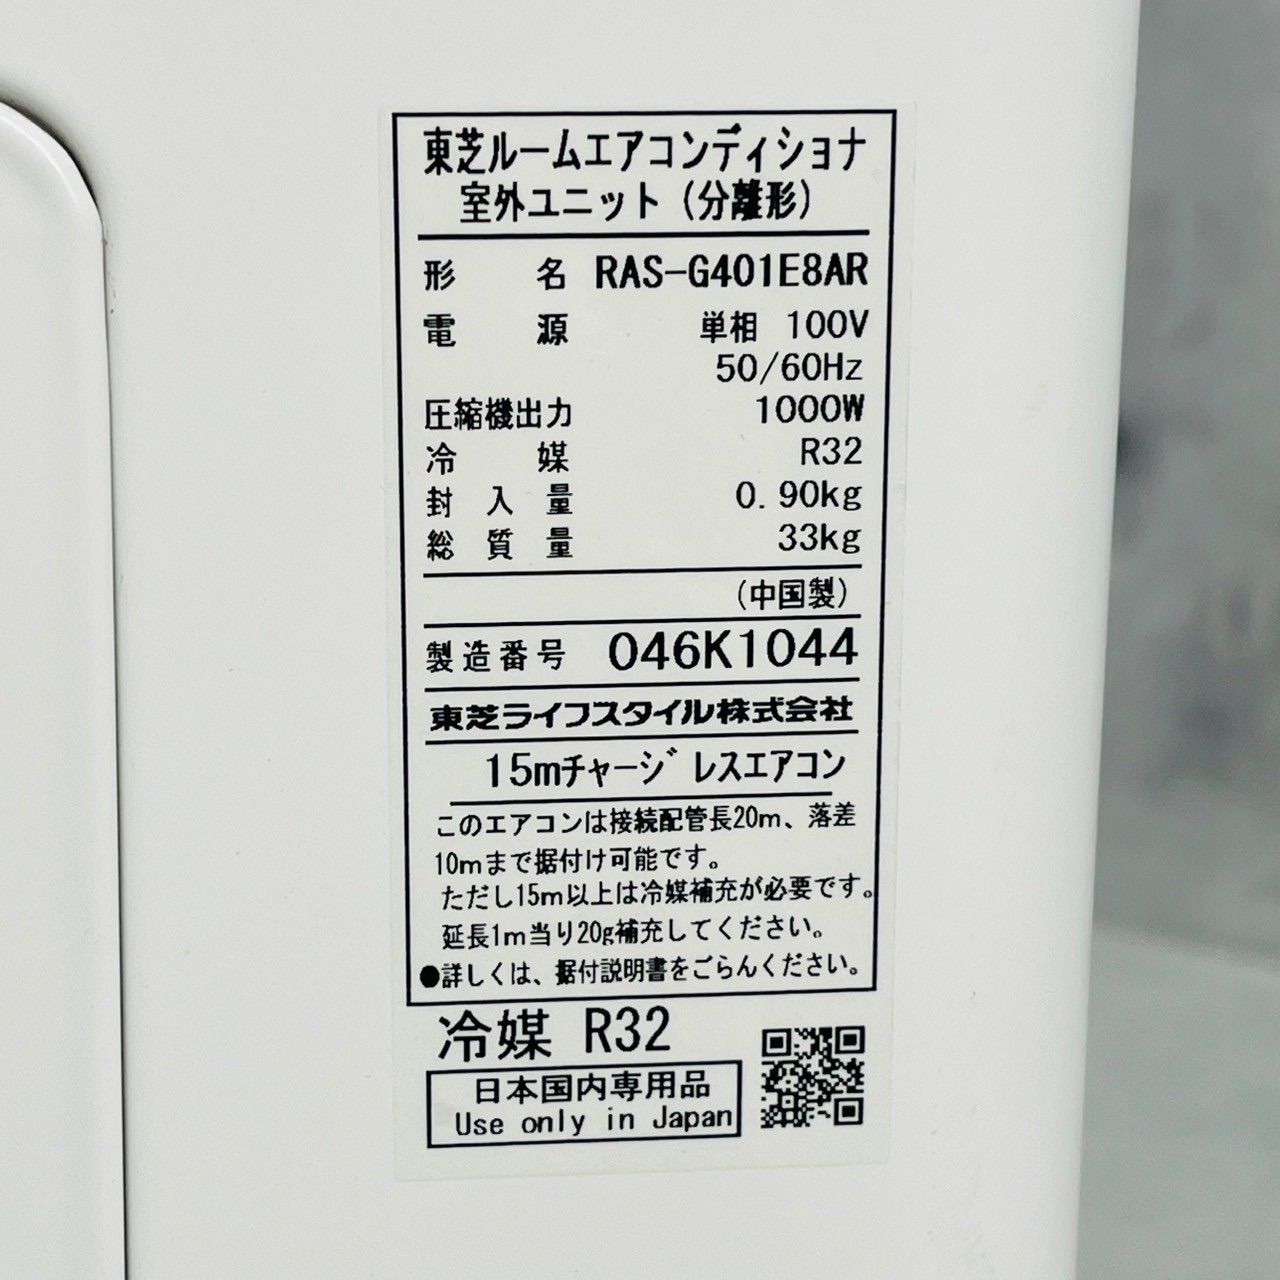 東芝ルームエアコンディショナ
室外ユニット(分離形)
形名 RAS-G401E8AR
電源 単相 100V
50/60Hz
圧縮機出力 1000W
冷媒 R32
封入量 0.90kg
総質量 33kg
(中国製)
製造番号 046K1044
東芝ライフスタイル株式会社
15mチャージレスエアコン
このエアコンは接続配管長20m、落差
10mまで据付け可能です。
ただし15m以上は冷媒補充が必要です。
延長1m当り20g補充してください。
●詳しくは、据付説明書をごらんください。
冷媒 R32
日本国内専用品
Use only in Japan